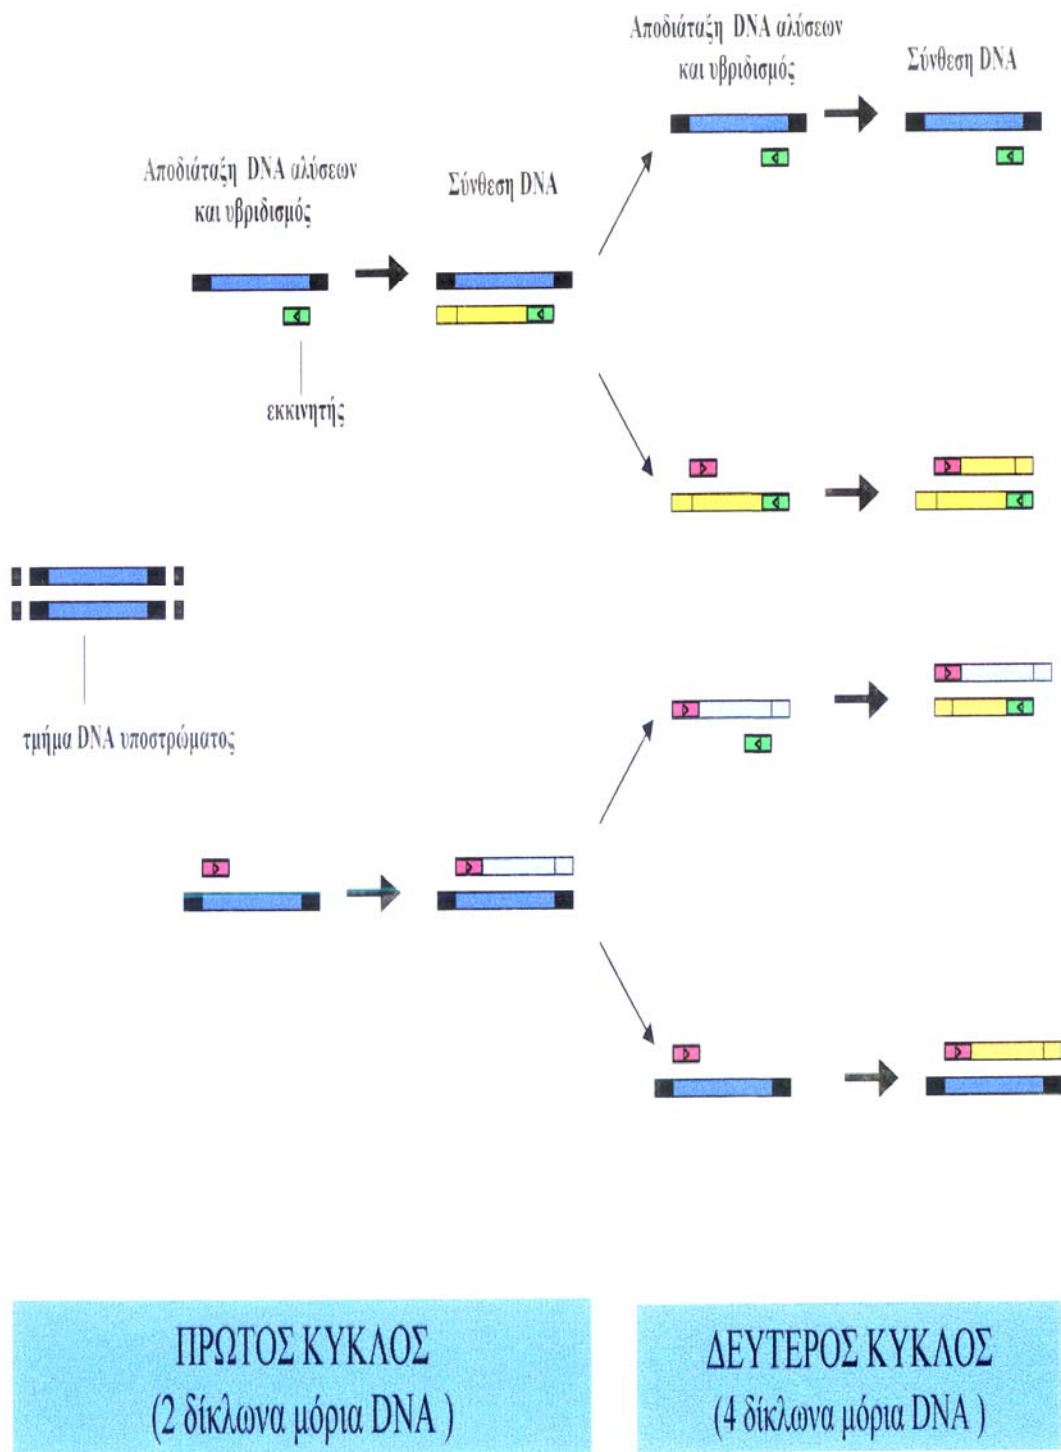 Αποδιάταξη DNA αλύσεων
και υβριδισμός
Σύνθεση DNA
Αποδιάταξη DNA αλύσεων
και υβριδισμός
Σύνθεση DNA
εκκινητής
τμήμα DNA υποστρώματος
ΠΡΩΤΟΣ ΚΥΚΛΟΣ
(2 δίκλωνα μόρια DNA )
ΔΕΥΤΕΡΟΣ ΚΥΚΛΟΣ
(4 δίκλωνα μόρια DNA )